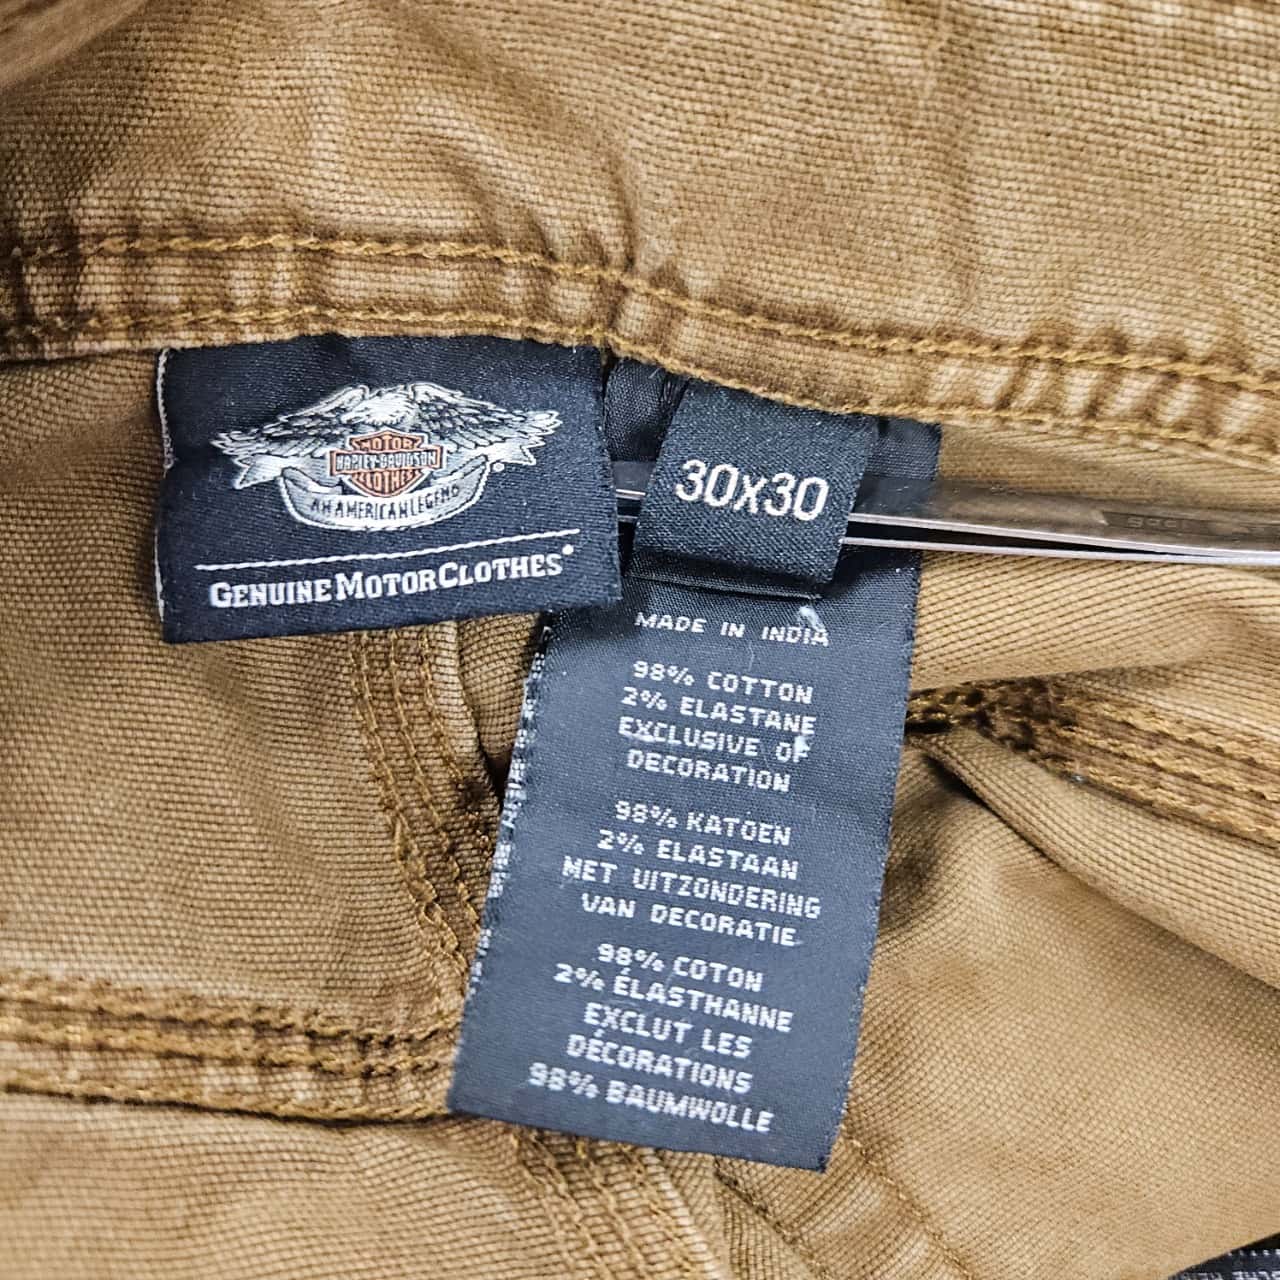 MOTOR
HARLEY-DAVIDSON
CLOTHES
AN AMERICAN LEGEND
GENUINE MOTORCLOTHES®
30X30
MADE IN INDIA
98% COTTON
2% ELASTANE
EXCLUSIVE OF
DECORATION
98% KATOEN
2% ELASTAAN
MET UITZONDERING
VAN DECORATIE
98% COTON
2% ÉLASTHANNE
EXCLUT LES
DÉCORATIONS
98% BAUMWOLLE